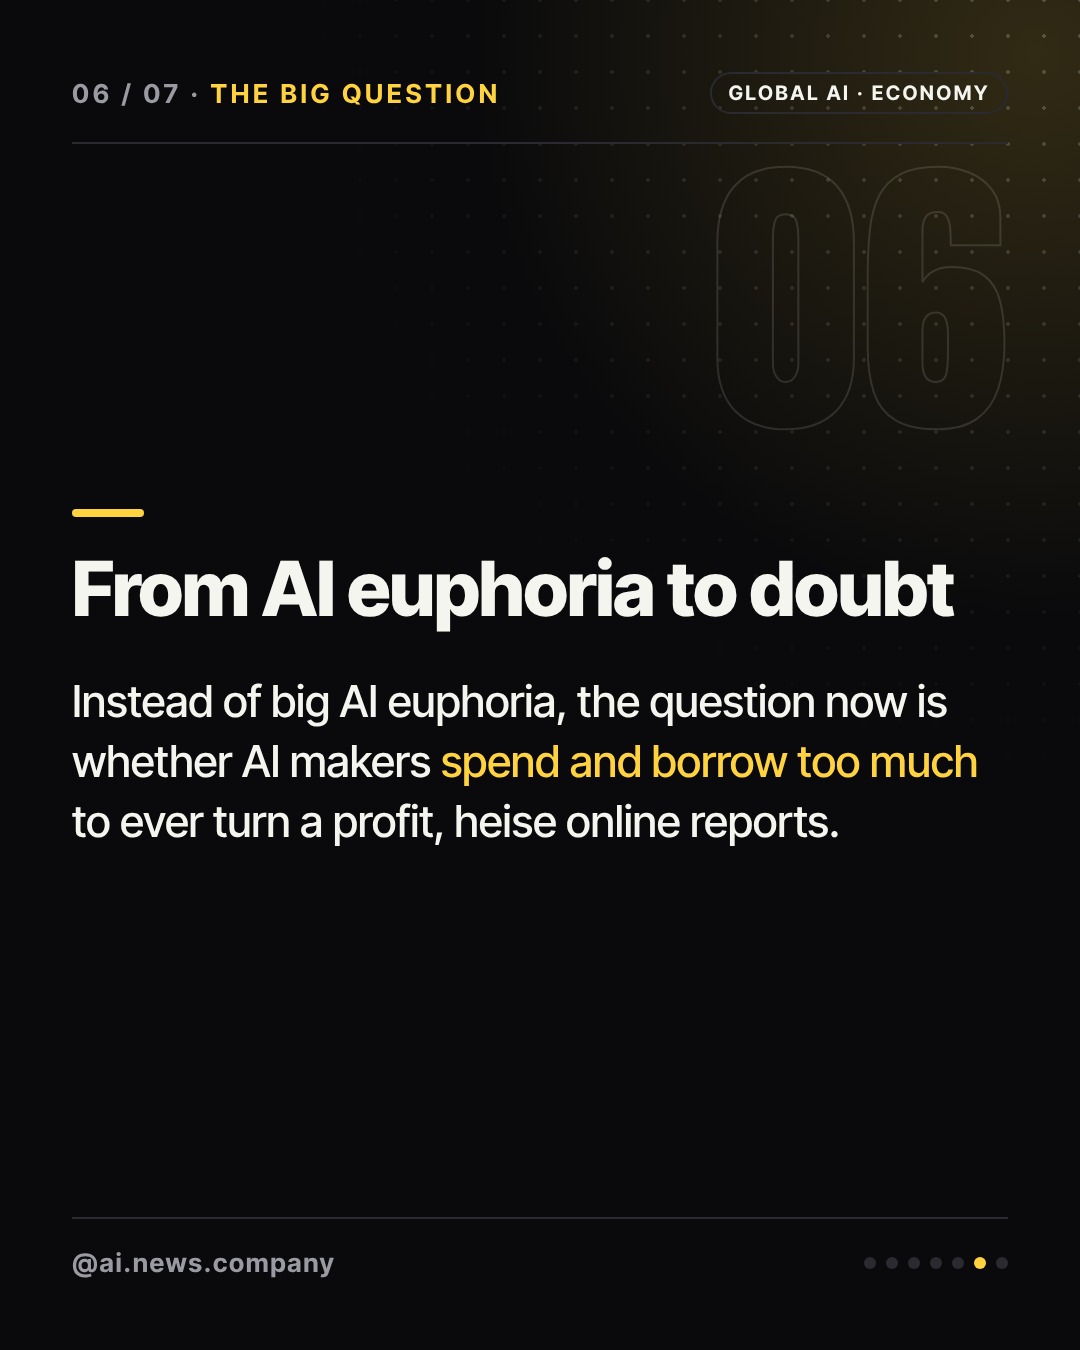 06 / 07 · THE BIG QUESTION
GLOBAL AI · ECONOMY
06
From AI euphoria to doubt
Instead of big AI euphoria, the question now is
whether AI makers spend and borrow too much
to ever turn a profit, heise online reports.
@ai.news.company